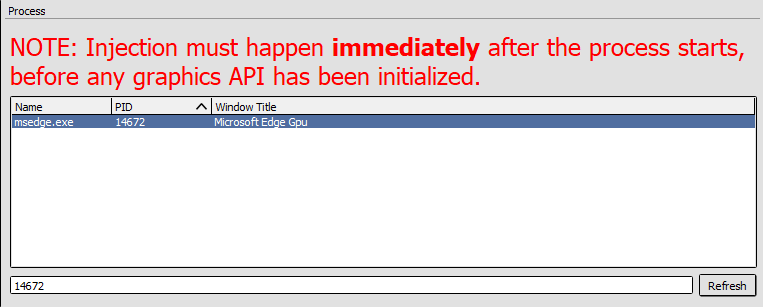 Process
NOTE: Injection must happen immediately after the process starts,
before any graphics API has been initialized.
Name PID Window Title
msedge.exe 14672 Microsoft Edge Gpu
14672 Refresh